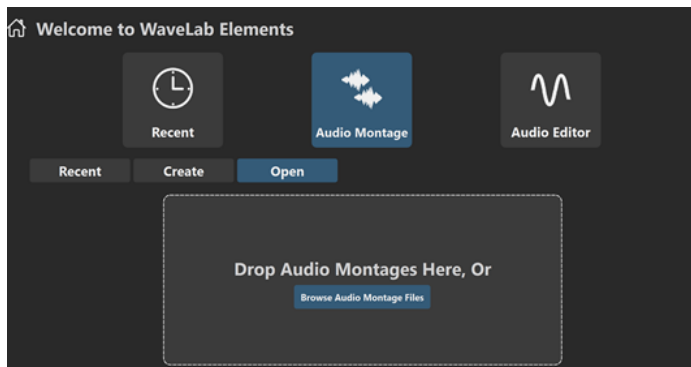 Welcome to WaveLab Elements
Recent
Audio Montage
Audio Editor
Recent
Create
Open
Drop Audio Montages Here, Or
Browse Audio Montage Files